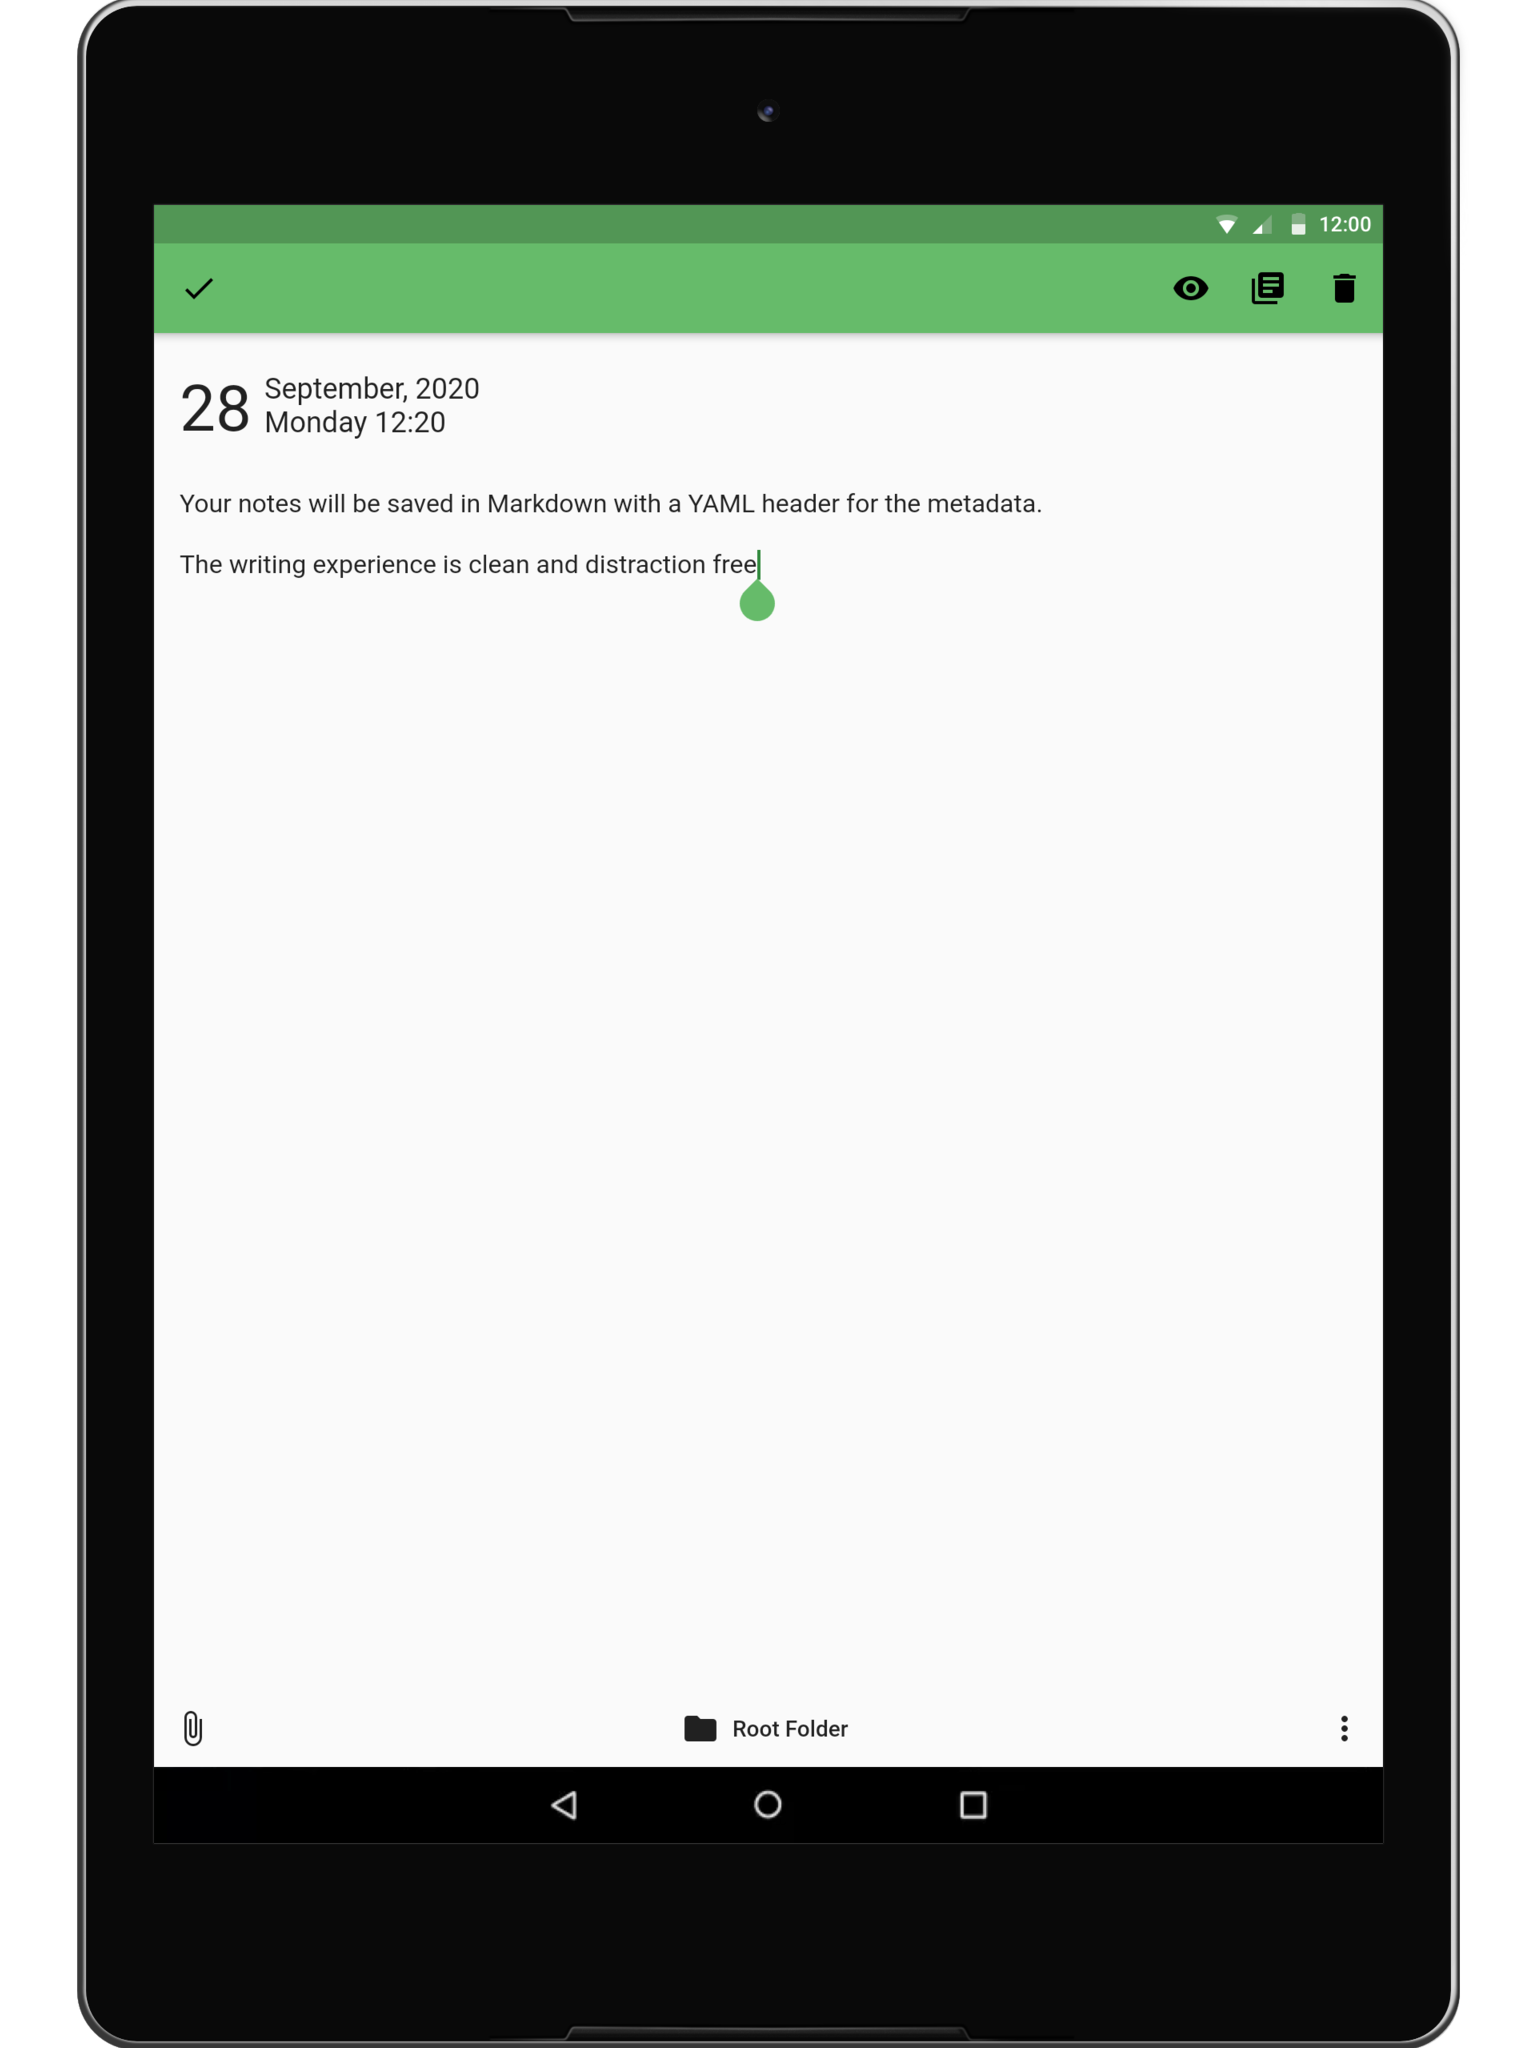 12:00
28
September, 2020
Monday 12:20
Your notes will be saved in Markdown with a YAML header for the metadata.
The writing experience is clean and distraction free
Root Folder